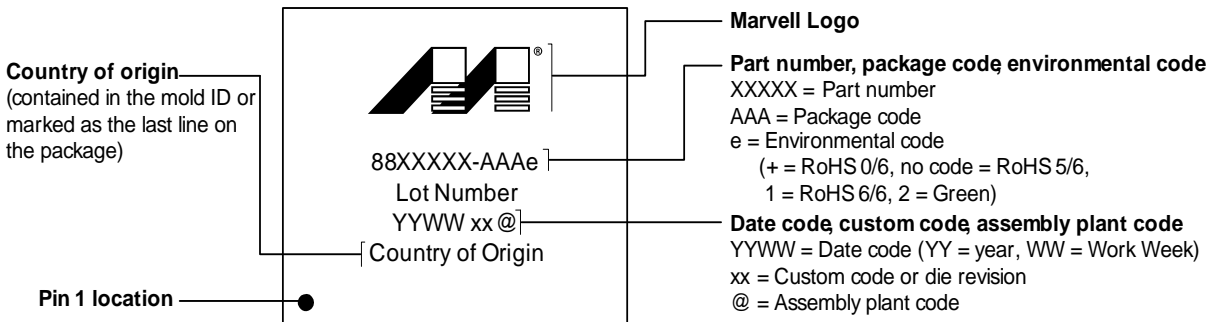 Country of origin
(contained in the mold ID or
marked as the last line on
the package)
Pin 1 location
®
88XXXXX-AAAe
Lot Number
YYWW xx @
Country of Origin
Marvell Logo
Part number, package code, environmental code
XXXXX = Part number
AAA = Package code
e = Environmental code
(+ = RoHS 0/6, no code = RoHS 5/6,
1 = RoHS 6/6, 2 = Green)
Date code, custom code, assembly plant code
YYWW = Date code (YY = year, WW = Work Week)
xx = Custom code or die revision
@ = Assembly plant code